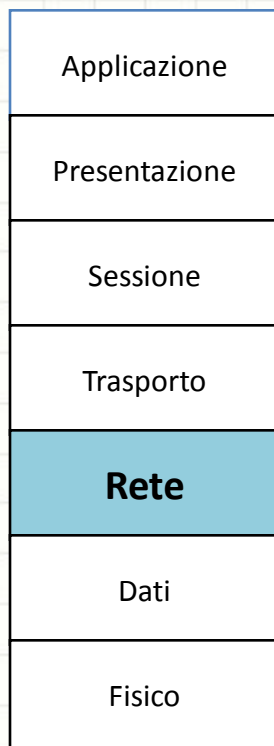 Applicazione
Presentazione
Sessione
Trasporto
Rete
Dati
Fisico